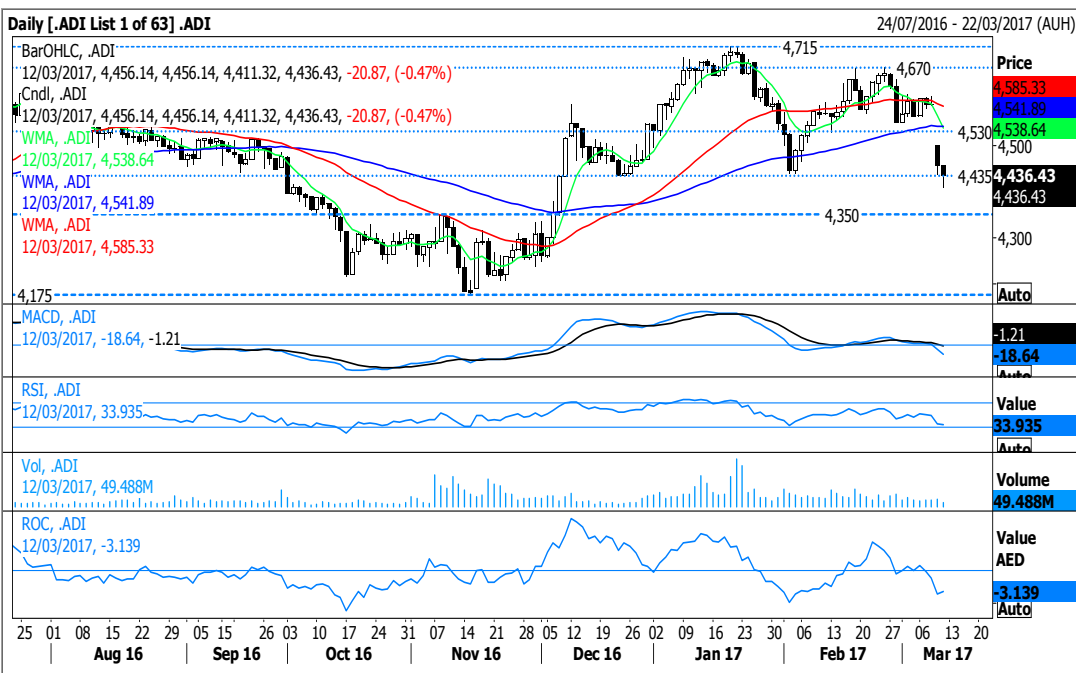 Daily [.ADI List 1 of 63] .ADI
24/07/2016 - 22/03/2017 (AUH)
BarOHLC, .ADI
12/03/2017, 4,456.14, 4,456.14, 4,411.32, 4,436.43, -20.87, (-0.47%)
Cndl, .ADI
12/03/2017, 4,456.14, 4,456.14, 4,411.32, 4,436.43, -20.87, (-0.47%)
WMA, .ADI
12/03/2017, 4,538.64
WMA, .ADI
12/03/2017, 4,541.89
WMA, .ADI
12/03/2017, 4,585.33
4,715
4,670
4,530
4,435
4,350
4,175
Price
4,585.33
4,541.89
4,538.64
4,500
4,436.43
4,436.43
4,300
Auto
MACD, .ADI
12/03/2017, -18.64, -1.21
-1.21
-18.64
Auto
RSI, .ADI
12/03/2017, 33.935
Value
33.935
Auto
Vol, .ADI
12/03/2017, 49.488M
Volume
49.488M
ROC, .ADI
12/03/2017, -3.139
Value
AED
-3.139
Auto
25 01 08 15 22 29 05 15 26 03 10 17 24 31 07 14 21 28 05 12 19 26 02 09 16 23 30 06 13 20 27 06 13 20
Aug 16 Sep 16 Oct 16 Nov 16 Dec 16 Jan 17 Feb 17 Mar 17